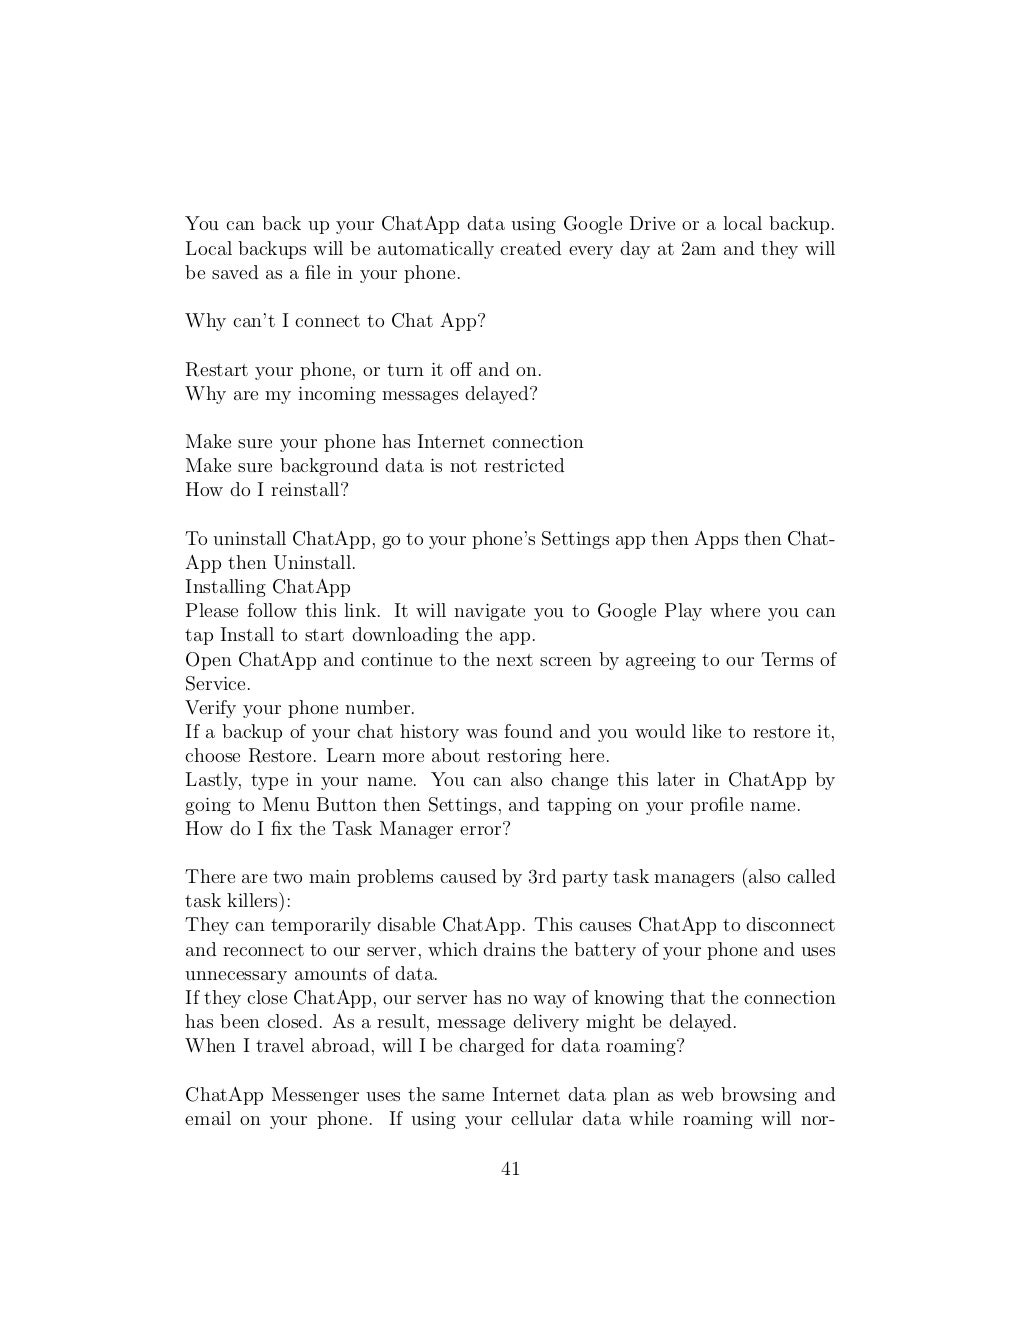 You can back up your ChatApp data using Google Drive or a local backup.
Local backups will be automatically created every day at 2am and they will
be saved as a file in your phone.
Why can't I connect to Chat App?
Restart your phone, or turn it off and on.
Why are my incoming messages delayed?
Make sure your phone has Internet connection
Make sure background data is not restricted
How do I reinstall?
To uninstall ChatApp, go to your phone's Settings app then Apps then Chat-
App then Uninstall.
Installing ChatApp
Please follow this link. It will navigate you to Google Play where you can
tap Install to start downloading the app.
Open ChatApp and continue to the next screen by agreeing to our Terms of
Service.
Verify your phone number.
If a backup of your chat history was found and you would like to restore it,
choose Restore. Learn more about restoring here.
Lastly, type in your name. You can also change this later in ChatApp by
going to Menu Button then Settings, and tapping on your profile name.
How do I fix the Task Manager error?
There are two main problems caused by 3rd party task managers (also called
task killers):
They can temporarily disable ChatApp. This causes ChatApp to disconnect
and reconnect to our server, which drains the battery of your phone and uses
unnecessary amounts of data.
If they close ChatApp, our server has no way of knowing that the connection
has been closed. As a result, message delivery might be delayed.
When I travel abroad, will I be charged for data roaming?
ChatApp Messenger uses the same Internet data plan as web browsing and
email on your phone. If using your cellular data while roaming will nor-
41